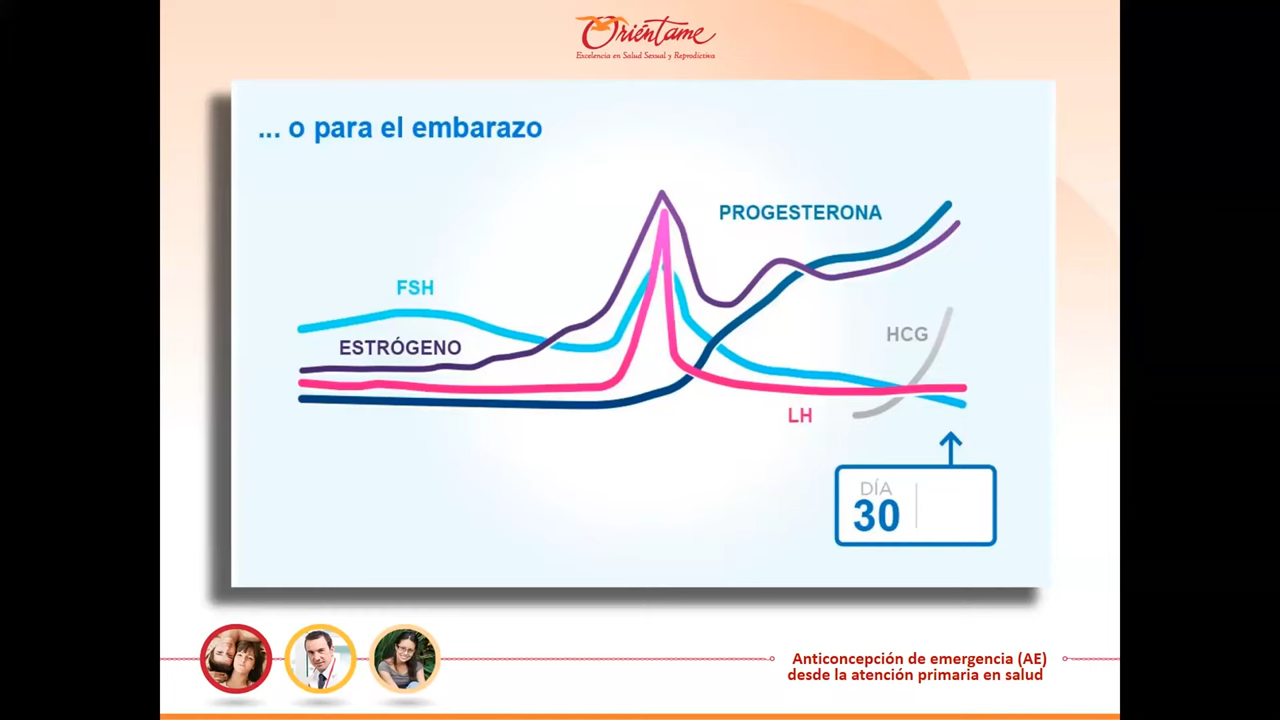 Oriéntame
Excelencia en Salud Sexual y Reproductiva
... o para el embarazo
PROGESTERONA
FSH
ESTRÓGENO
HCG
LH
DÍA
30
Anticoncepción de emergencia (AE)
desde la atención primaria en salud